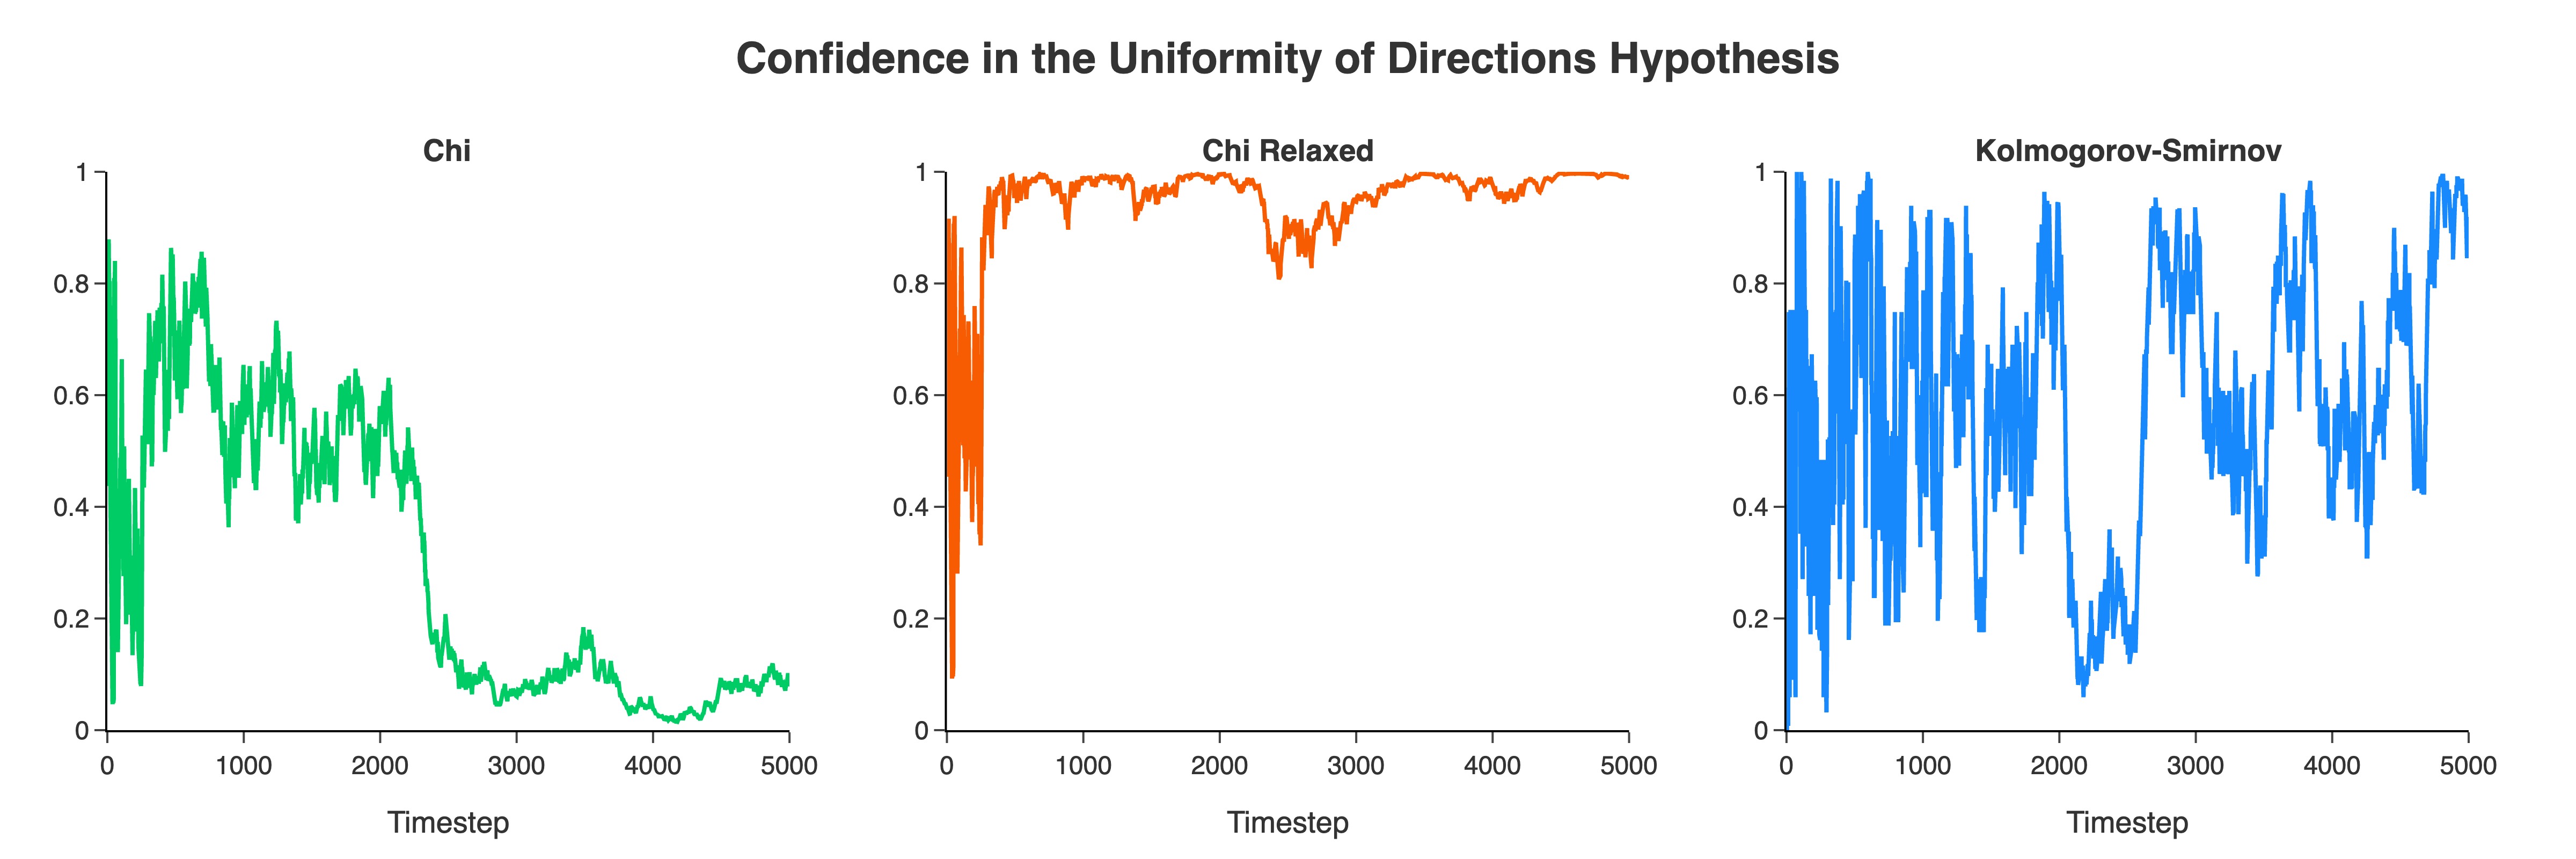 Confidence in the Uniformity of Directions Hypothesis
Chi
1
0.8
0.6
0.4
0.2
0
0 1000 2000 3000 4000 5000
Timestep
Chi Relaxed
1
0.8
0.6
0.4
0.2
0
0 1000 2000 3000 4000 5000
Timestep
Kolmogorov-Smirnov
1
0.8
0.6
0.4
0.2
0
0 1000 2000 3000 4000 5000
Timestep